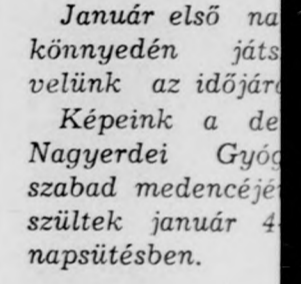 Január első na
könnyedén játs
velünk az időjár
Képeink a de
Nagyerdei Gyóg
szabad medencéjé
szültek január 4-
napsütésben.